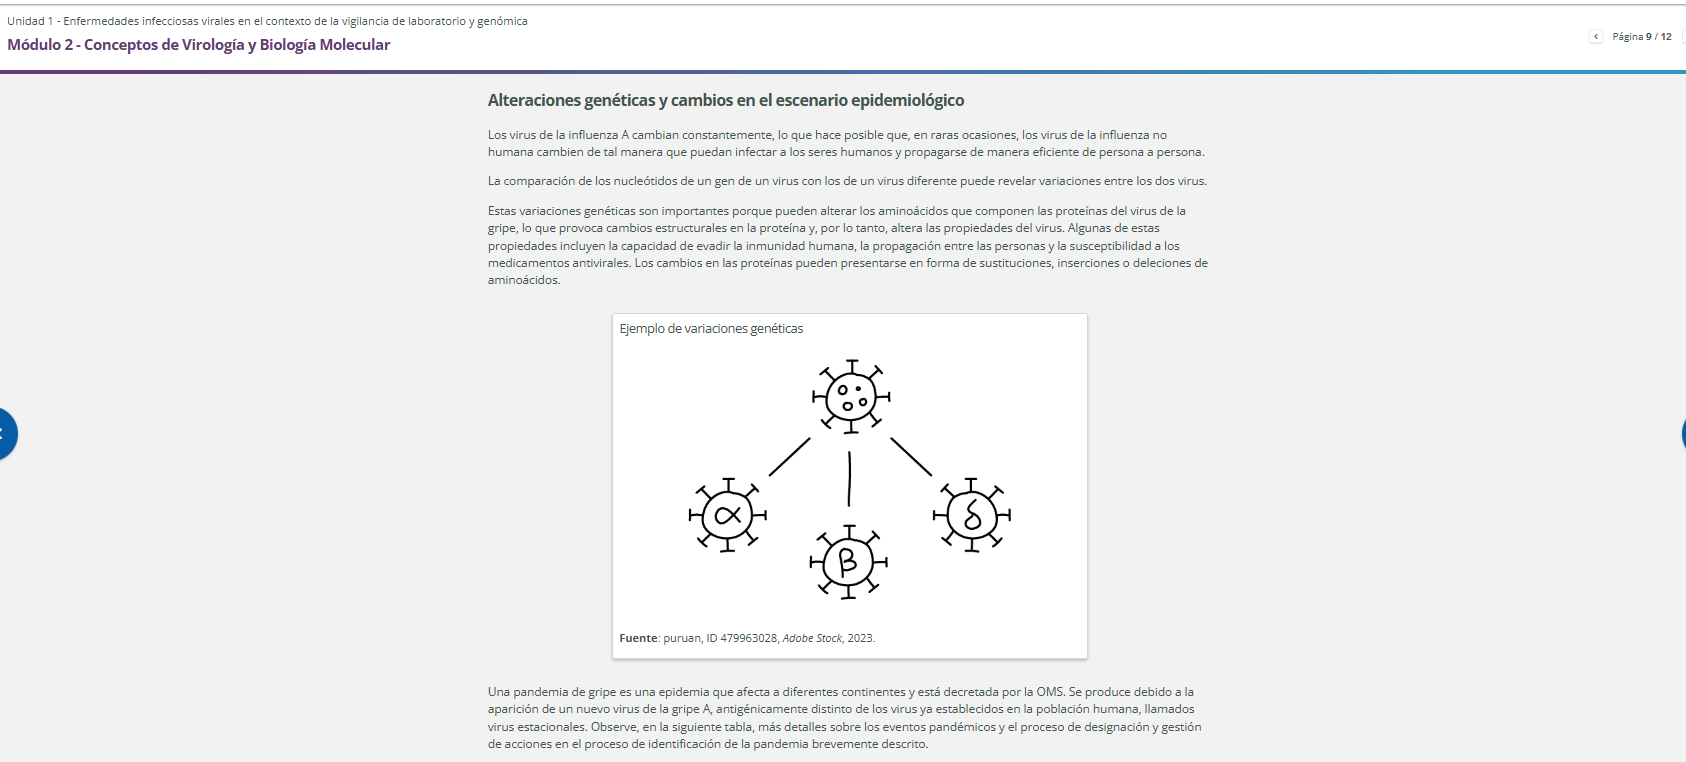 Unidad 1 - Enfermedades infecciosas virales en el contexto de la vigilancia de laboratorio y genómica
Módulo 2 - Conceptos de Virología y Biología Molecular
Página 9 / 12
Alteraciones genéticas y cambios en el escenario epidemiológico
Los virus de la influenza A cambian constantemente, lo que hace posible que, en raras ocasiones, los virus de la influenza no
humana cambien de tal manera que puedan infectar a los seres humanos y propagarse de manera eficiente de persona a persona.
La comparación de los nucleótidos de un gen de un virus con los de un virus diferente puede revelar variaciones entre los dos virus.
Estas variaciones genéticas son importantes porque pueden alterar los aminoácidos que componen las proteínas del virus de la
gripe, lo que provoca cambios estructurales en la proteína y, por lo tanto, altera las propiedades del virus. Algunas de estas
propiedades incluyen la capacidad de evadir la inmunidad humana, la propagación entre las personas y la susceptibilidad a los
medicamentos antivirales. Los cambios en las proteínas pueden presentarse en forma de sustituciones, inserciones o deleciones de
aminoácidos.
Ejemplo de variaciones genéticas
α
β
δ
Fuente: puruan, ID 479963028, Adobe Stock, 2023.
Una pandemia de gripe es una epidemia que afecta a diferentes continentes y está decretada por la OMS. Se produce debido a la
aparición de un nuevo virus de la gripe A, antigénicamente distinto de los virus ya establecidos en la población humana, llamados
virus estacionales. Observe, en la siguiente tabla, más detalles sobre los eventos pandémicos y el proceso de designación y gestión
de acciones en el proceso de identificación de la pandemia brevemente descrito.